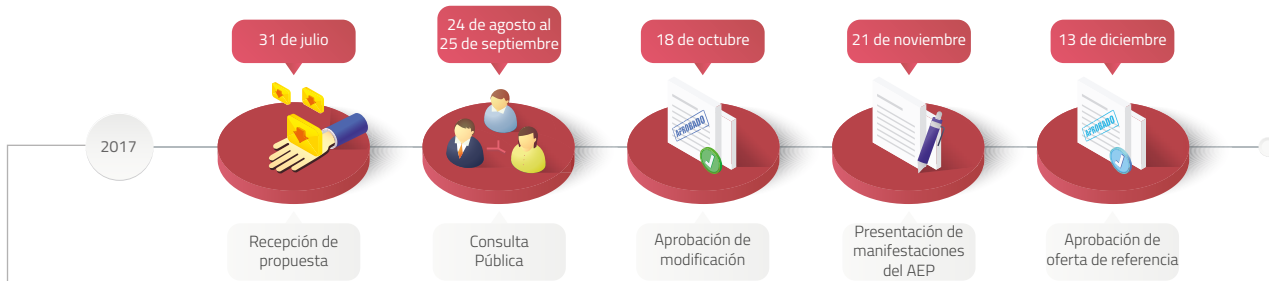 2017
31 de julio
24 de agosto al
25 de septiembre
18 de octubre
21 de noviembre
13 de diciembre
APROBADO
APROBADO
Recepción de
propuesta
Consulta
Pública
Aprobación de
modificación
Presentación de
manifestaciones
del AEP
Aprobación de
oferta de referencia